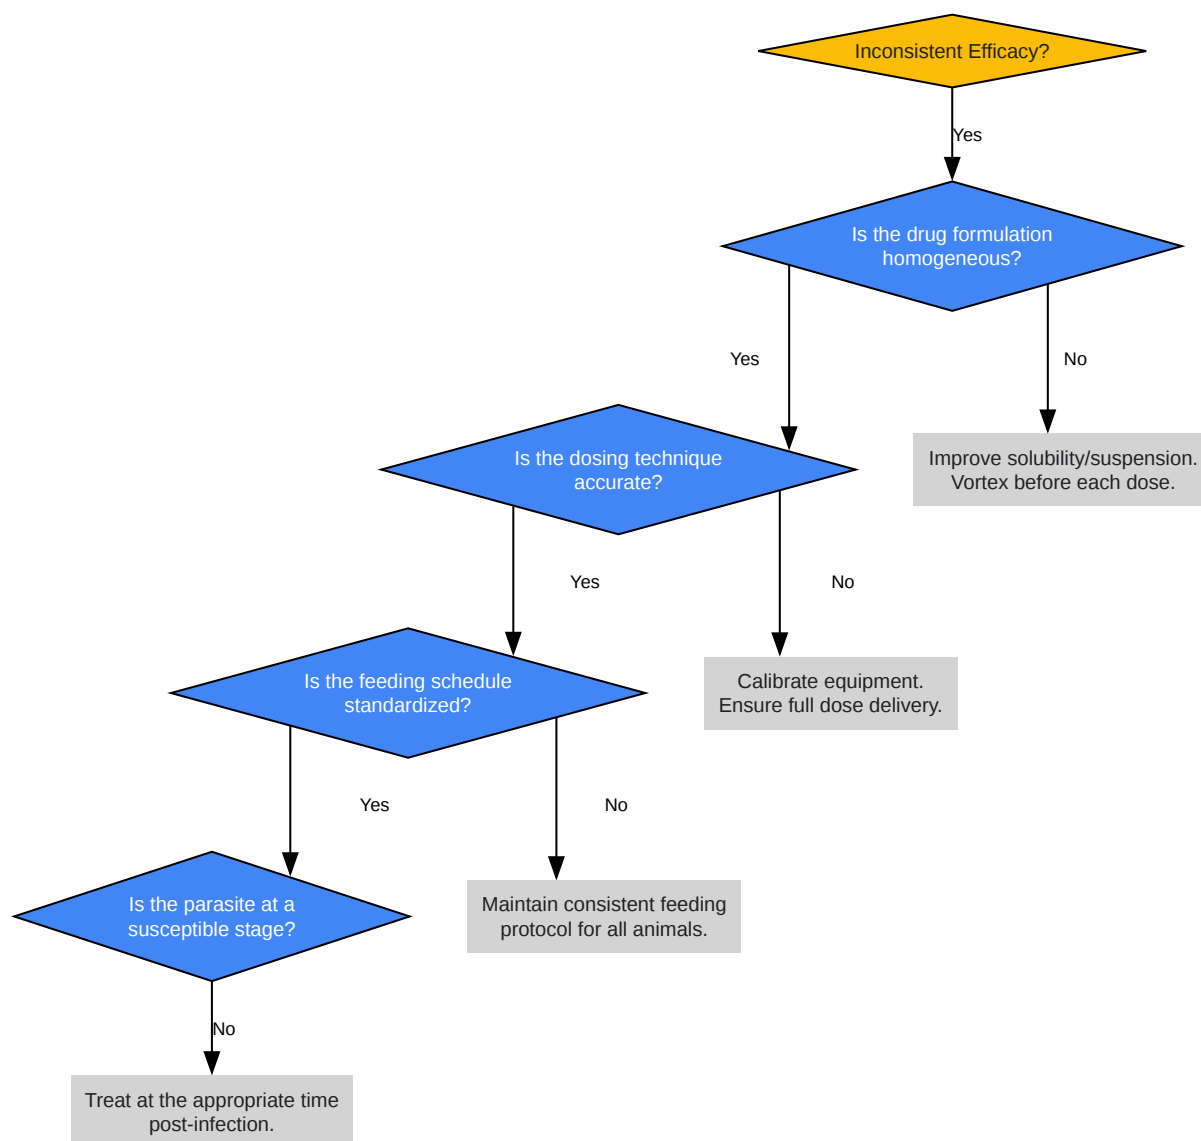 Inconsistent Efficacy?
Yes
Is the drug formulation
homogeneous?
Yes
No
Is the dosing technique
accurate?
Improve solubility/suspension.
Vortex before each dose.
Yes
No
Is the feeding schedule
standardized?
Calibrate equipment.
Ensure full dose delivery.
Yes
No
Is the parasite at a
susceptible stage?
Maintain consistent feeding
protocol for all animals.
No
Treat at the appropriate time
post-infection.